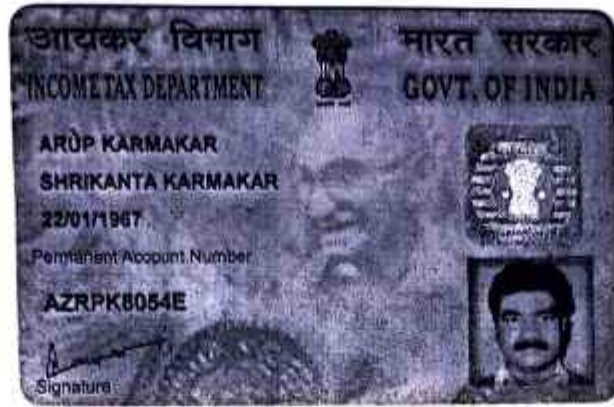 आयकर विभाग
भारत सरकार
INCOME TAX DEPARTMENT
GOVT. OF INDIA
ARUP KARMAKAR
SHRIKANTA KARMAKAR
22/01/1967
Permanent Account Number
AZRPK8054E
Signature